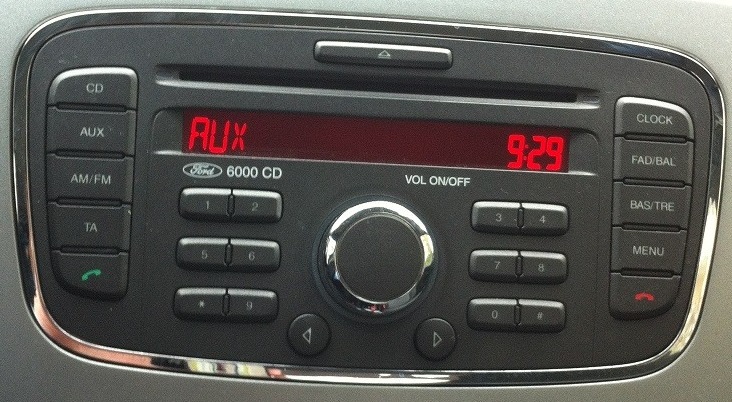 CD
AUX
AM/FM
TA
AUX 9:29
Ford 6000 CD
VOL ON/OFF
1 2
5 6
* 9
3 4
7 8
0 #
CLOCK
FAD/BAL
BAS/TRE
MENU